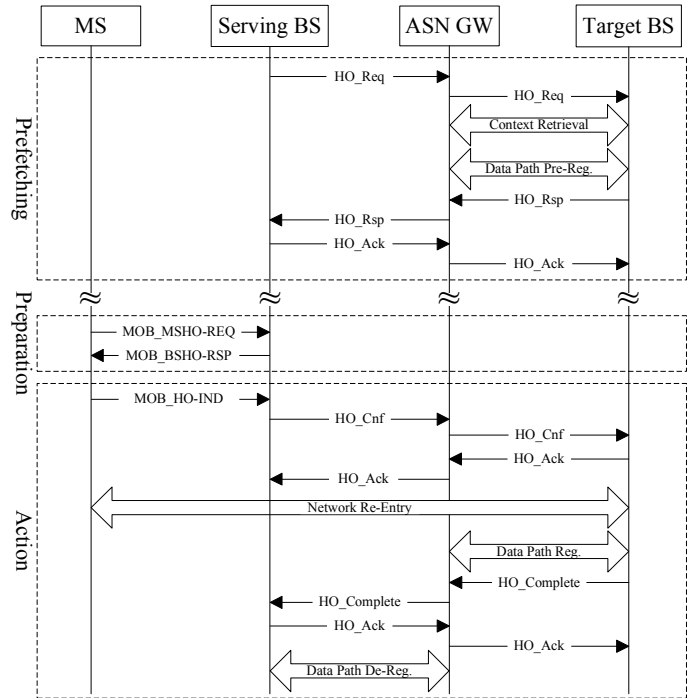 MS
Serving BS
ASN GW
Target BS
Prefetching
HO_Req
HO_Req
Context Retrieval
Data Path Pre-Reg.
HO_Rsp
HO_Rsp
HO_Ack
HO_Ack
Preparation
MOB_MSHO-REQ
MOB_BSHO-RSP
Action
MOB_HO-IND
HO_Cnf
HO_Cnf
HO_Ack
HO_Ack
Network Re-Entry
Data Path Reg.
HO_Complete
HO_Complete
HO_Ack
HO_Ack
Data Path De-Reg.